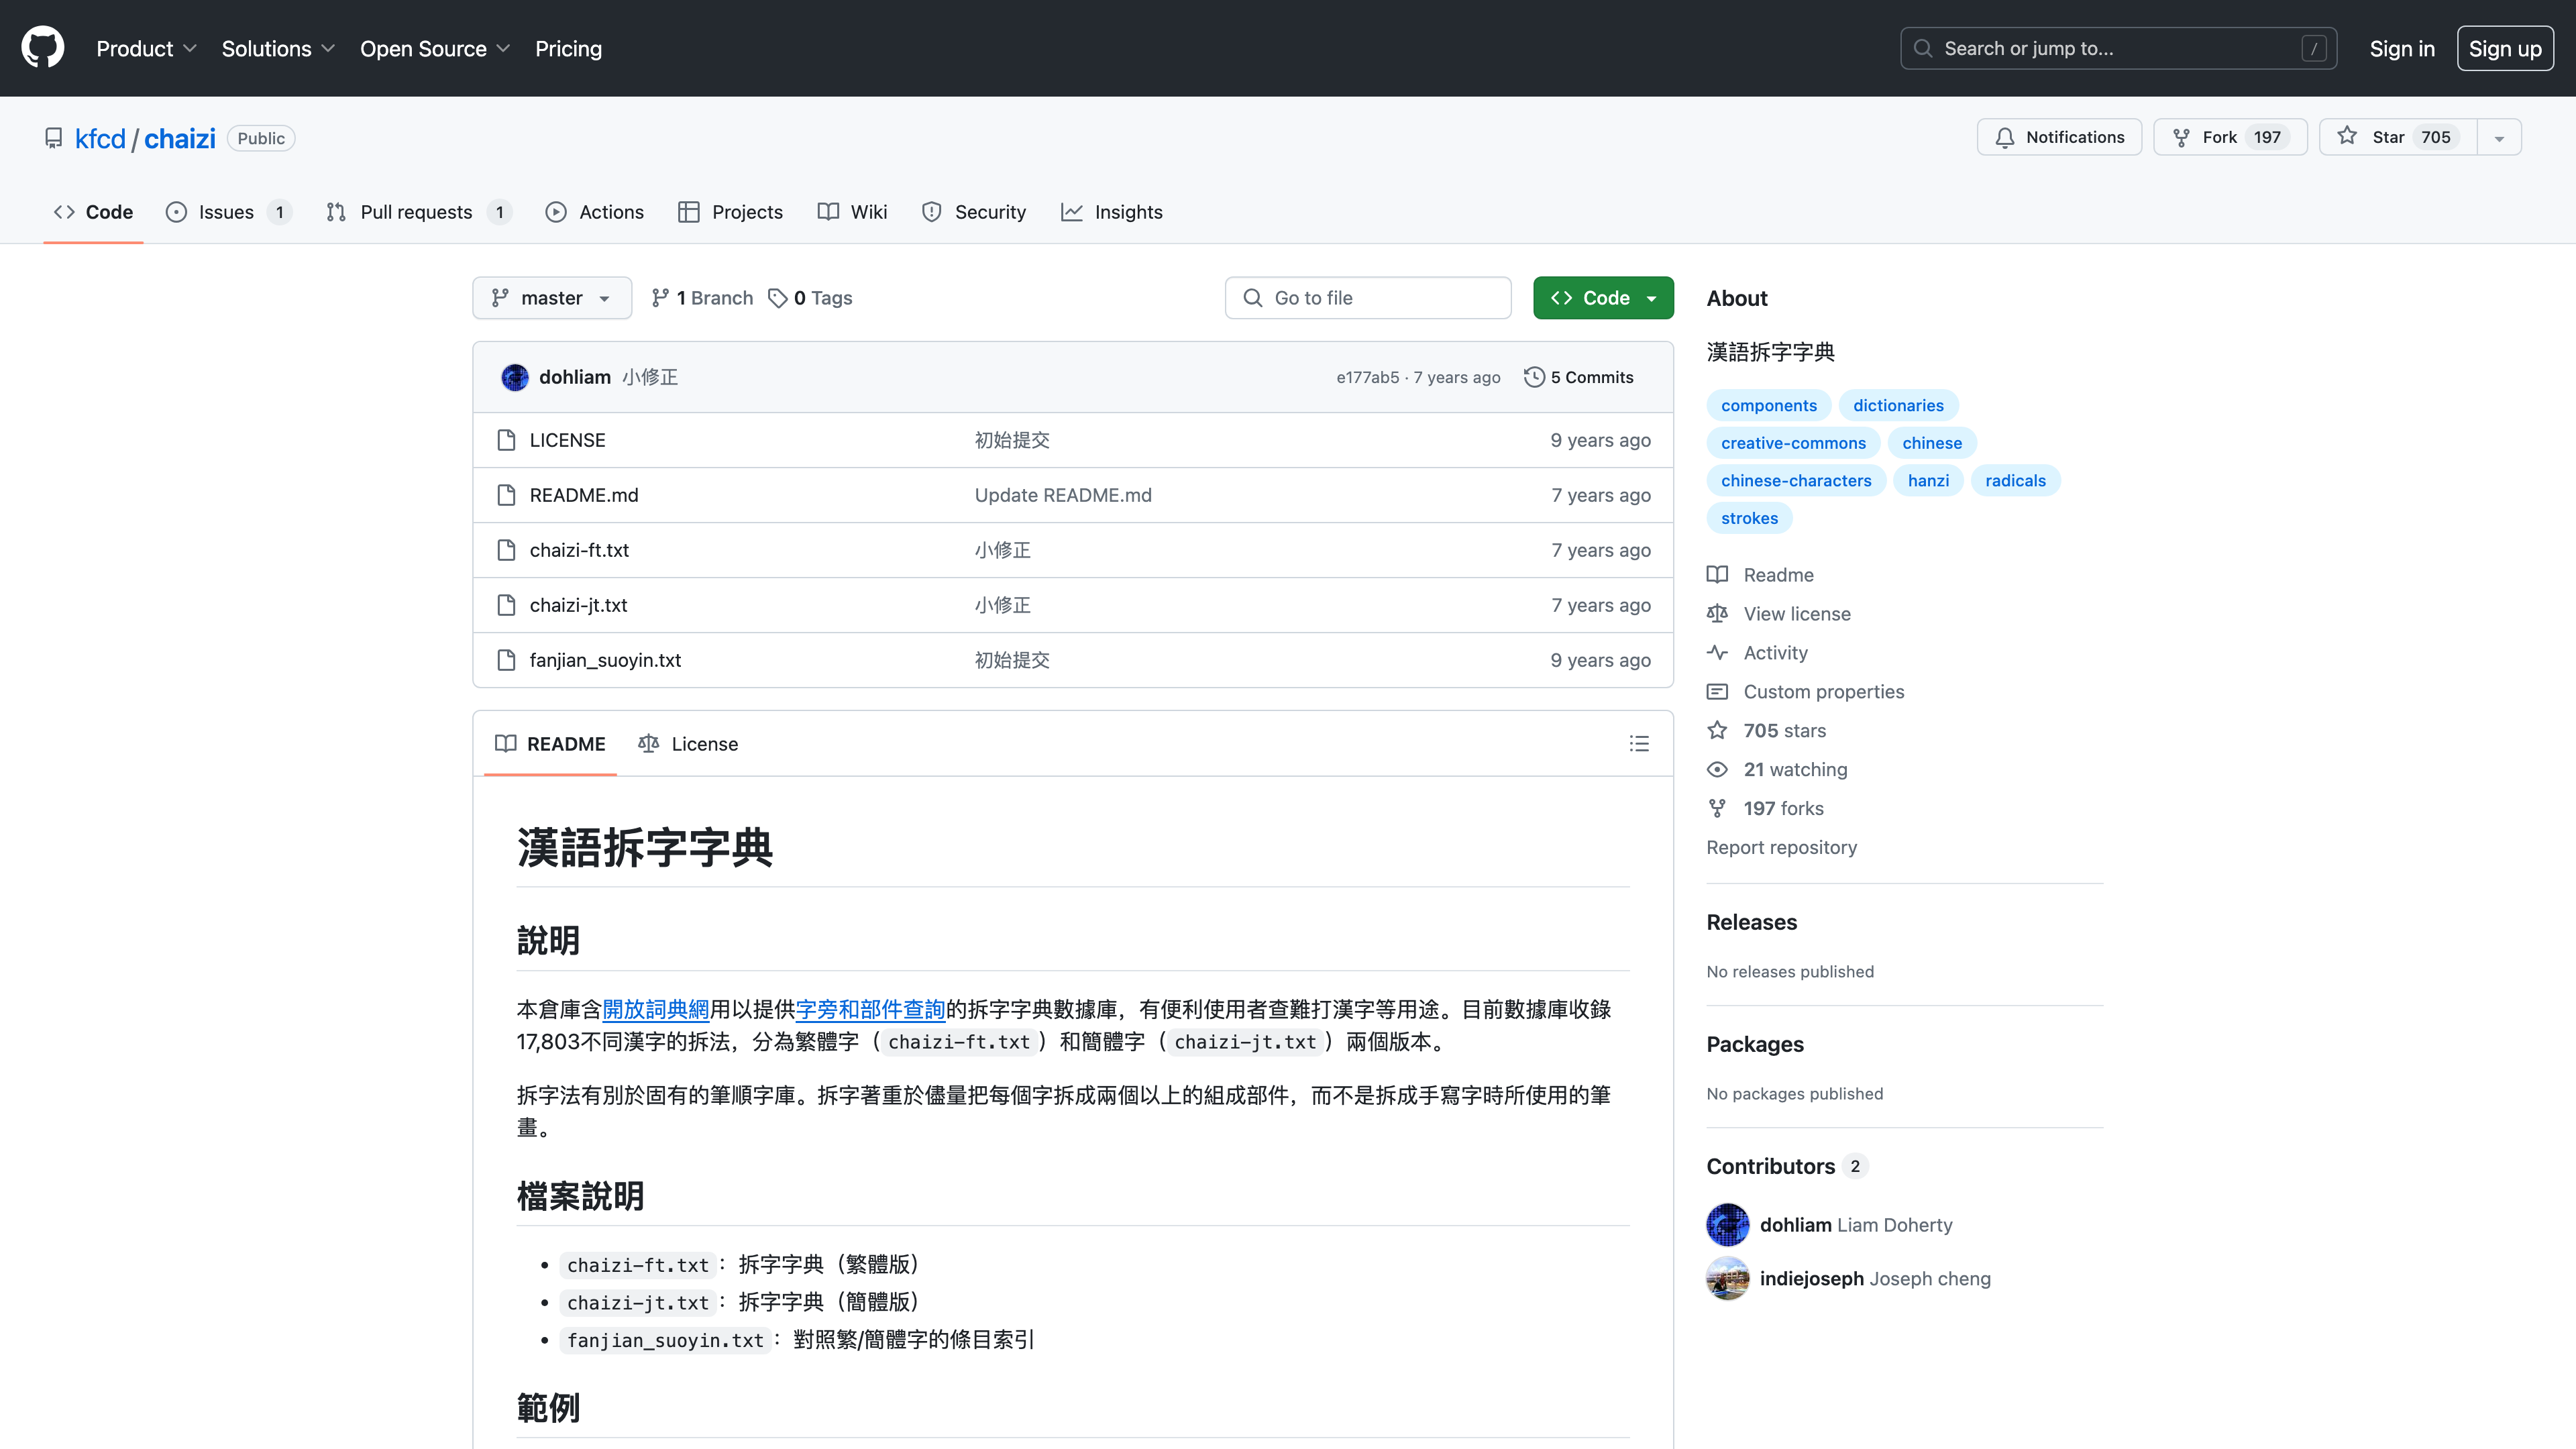 Product Solutions Open Source Pricing Search or jump to... / Sign in Sign up
kfcd / chaizi Public Notifications Fork 197 Star 705
Code Issues 1 Pull requests 1 Actions Projects Wiki Security Insights
master 1 Branch 0 Tags Go to file Code
dohliam 小修正 e177ab5 · 7 years ago 5 Commits
LICENSE 初始提交 9 years ago
README.md Update README.md 7 years ago
chaizi-ft.txt 小修正 7 years ago
chaizi-jt.txt 小修正 7 years ago
fanjian_suoyin.txt 初始提交 9 years ago
README License
漢語拆字字典
說明
本倉庫含開放詞典網用以提供字旁和部件查詢的拆字字典數據庫，有便利使用者查難打漢字等用途。目前數據庫收錄
17,803不同漢字的拆法，分為繁體字（chaizi-ft.txt）和簡體字（chaizi-jt.txt）兩個版本。
拆字法有別於固有的筆順字庫。拆字著重於儘量把每個字拆成兩個以上的組成部件，而不是拆成手寫字時所使用的筆
畫。
檔案說明
• chaizi-ft.txt：拆字字典（繁體版）
• chaizi-jt.txt：拆字字典（簡體版）
• fanjian_suoyin.txt：對照繁/簡體字的條目索引
範例
About
漢語拆字字典
components dictionaries
creative-commons chinese
chinese-characters hanzi radicals
strokes
Readme
View license
Activity
Custom properties
705 stars
21 watching
197 forks
Report repository
Releases
No releases published
Packages
No packages published
Contributors 2
dohliam Liam Doherty
indiejoseph Joseph cheng